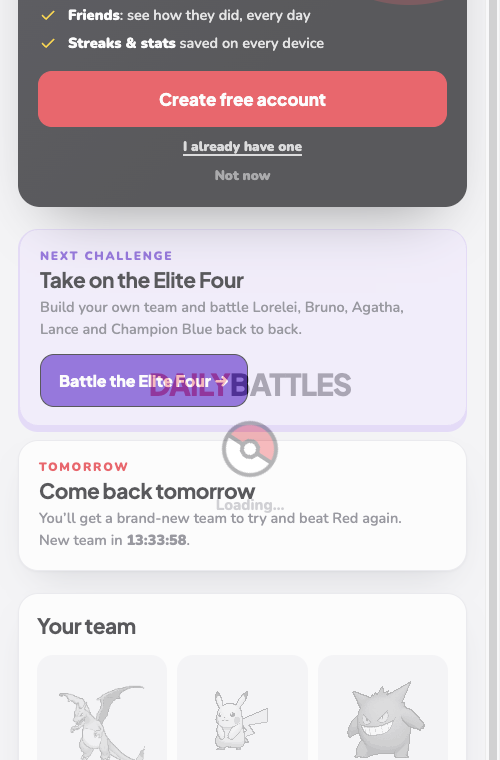 Friends: see how they did, every day
Streaks & stats saved on every device
Create free account
I already have one
Not now
NEXT CHALLENGE
Take on the Elite Four
Build your own team and battle Lorelei, Bruno, Agatha,
Lance and Champion Blue back to back.
Battle the Elite Four →
DAILYBATTLES
TOMORROW
Come back tomorrow
Loading...
You'll get a brand-new team to try and beat Red again.
New team in 13:33:58.
Your team